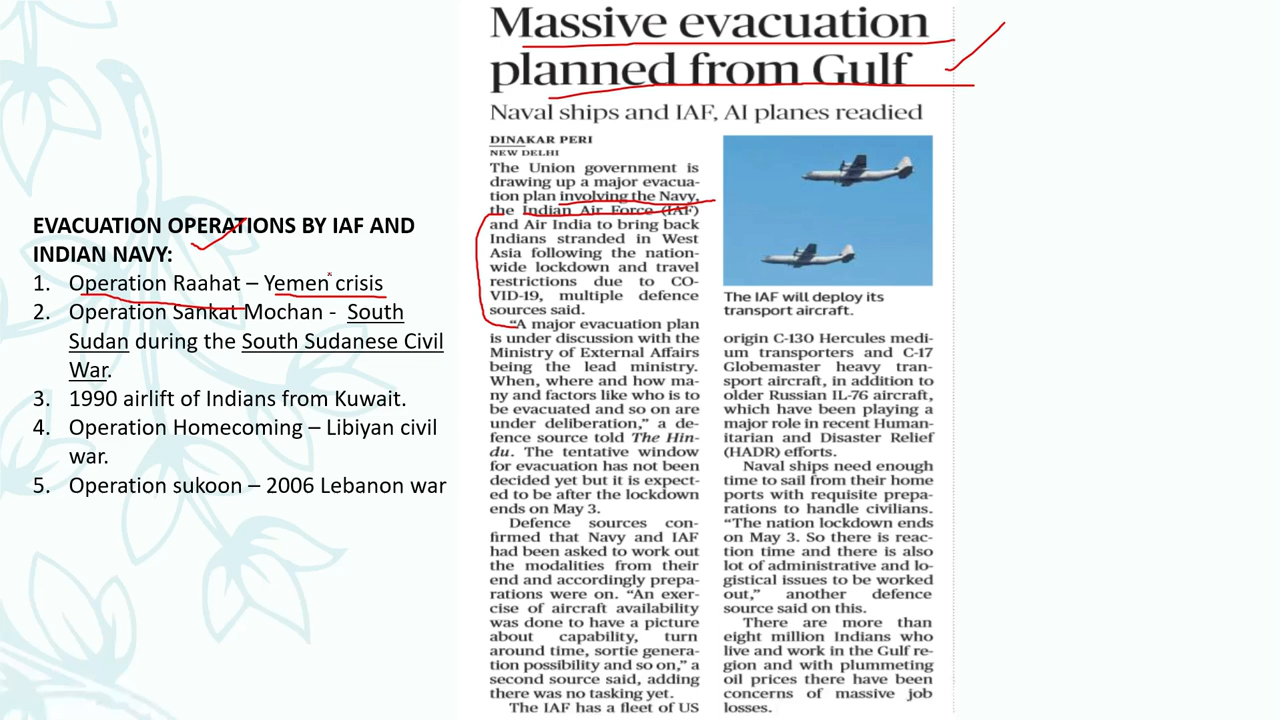 EVACUATION OPERATIONS BY IAF AND
INDIAN NAVY:
1. Operation Raahat – Yemen crisis
2. Operation Sankat Mochan - South
Sudan during the South Sudanese Civil
War.
3. 1990 airlift of Indians from Kuwait.
4. Operation Homecoming – Libiyan civil
war.
5. Operation sukoon – 2006 Lebanon war
Massive evacuation
planned from Gulf
Naval ships and IAF, AI planes readied
DINAKAR PERI
NEW DELHI
The Union government is
drawing up a major evacua-
tion plan involving the Navy,
the Indian Air Force (IAF)
and Air India to bring back
Indians stranded in West
Asia following the nation-
wide lockdown and travel
restrictions due to CO-
VID-19, multiple defence
sources said.
“A major evacuation plan
is under discussion with the
Ministry of External Affairs
being the lead ministry.
When, where and how ma-
ny and factors like who is to
be evacuated and so on are
under deliberation,” a de-
fence source told The Hin-
du. The tentative window
for evacuation has not been
decided yet but it is expect-
ed to be after the lockdown
ends on May 3.
Defence sources con-
firmed that Navy and IAF
had been asked to work out
the modalities from their
end and accordingly prepa-
rations were on. “An exer-
cise of aircraft availability
was done to have a picture
about capability, turn
around time, sortie genera-
tion possibility and so on,” a
second source said, adding
there was no tasking yet.
The IAF has a fleet of US
The IAF will deploy its
transport aircraft.
origin C-130 Hercules medi-
um transporters and C-17
Globemaster heavy tran-
sport aircraft, in addition to
older Russian IL-76 aircraft,
which have been playing a
major role in recent Human-
itarian and Disaster Relief
(HADR) efforts.
Naval ships need enough
time to sail from their home
ports with requisite prepa-
rations to handle civilians.
“The nation lockdown ends
on May 3. So there is reac-
tion time and there is also
lot of administrative and lo-
gistical issues to be worked
out,” another defence
source said on this.
There are more than
eight million Indians who
live and work in the Gulf re-
gion and with plummeting
oil prices there have been
concerns of massive job
losses.